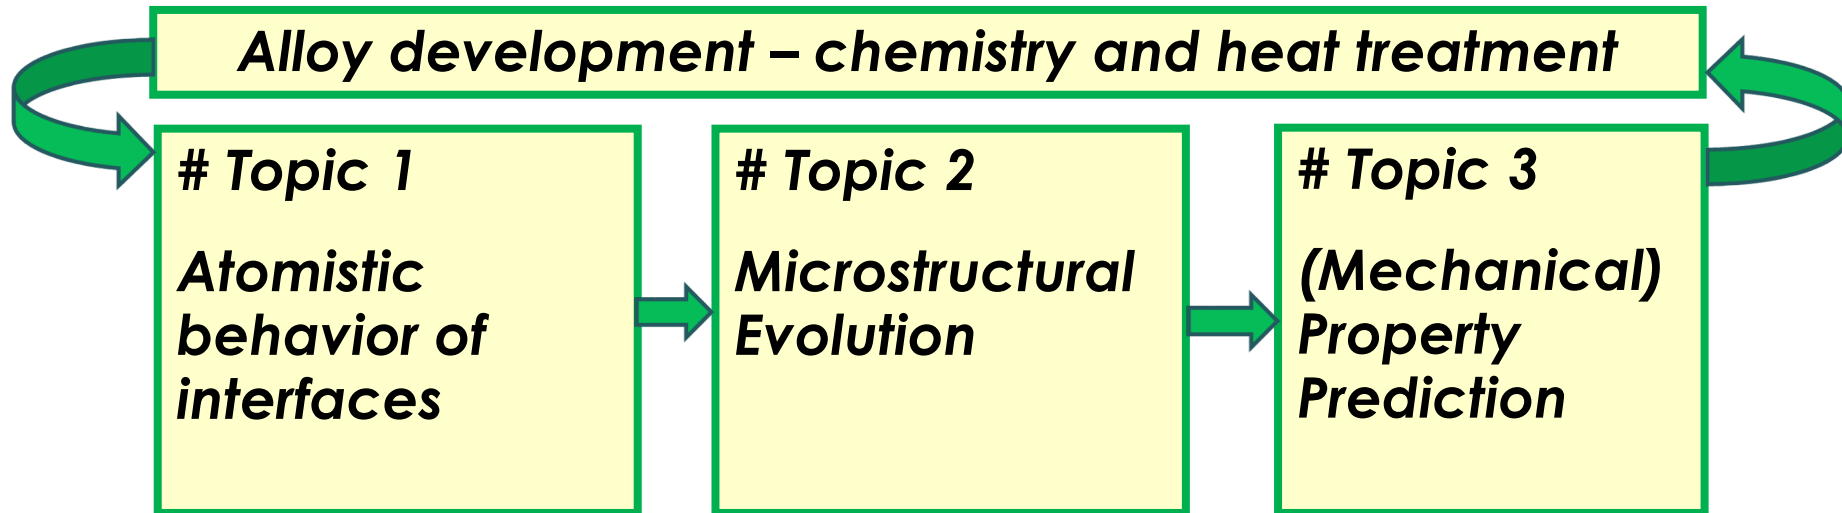 Alloy development – chemistry and heat treatment
# Topic 1
Atomistic
behavior of
interfaces
# Topic 2
Microstructural
Evolution
# Topic 3
(Mechanical)
Property
Prediction